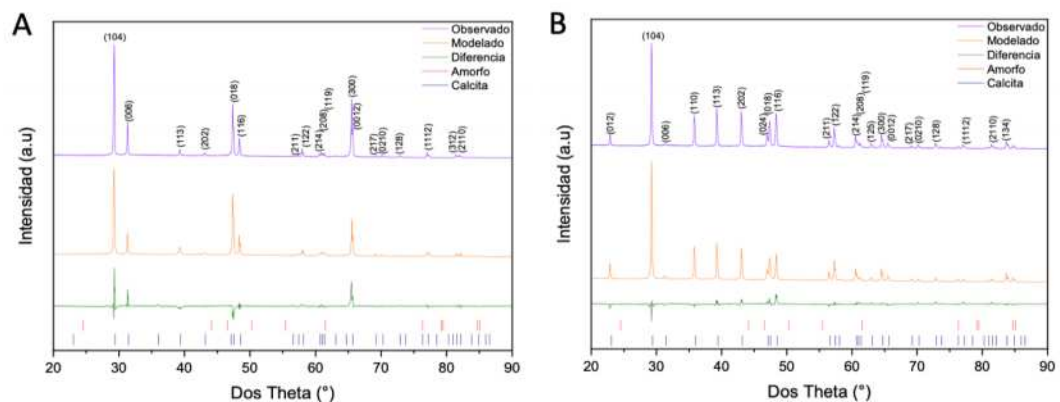 A
Intensidad (a.u)
Observado
Modelado
Diferencia
Amorfo
Calcita
(104)
(006)
(113)
(202)
(018)
(116)
(211)
(122)
(214)
(208)
(119)
(300)
(0012)
(217)
(0210)
(128)
(1112)
(312)
(2110)
20 30 40 50 60 70 80 90
Dos Theta (°)
B
Intensidad (a.u)
Observado
Modelado
Diferencia
Amorfo
Calcita
(012)
(104)
(006)
(110)
(113)
(202)
(024)
(018)
(116)
(211)
(122)
(214)
(208)
(119)
(125)
(300)
(0012)
(217)
(0210)
(128)
(1112)
(2110)
(134)
20 30 40 50 60 70 80 90
Dos Theta (°)